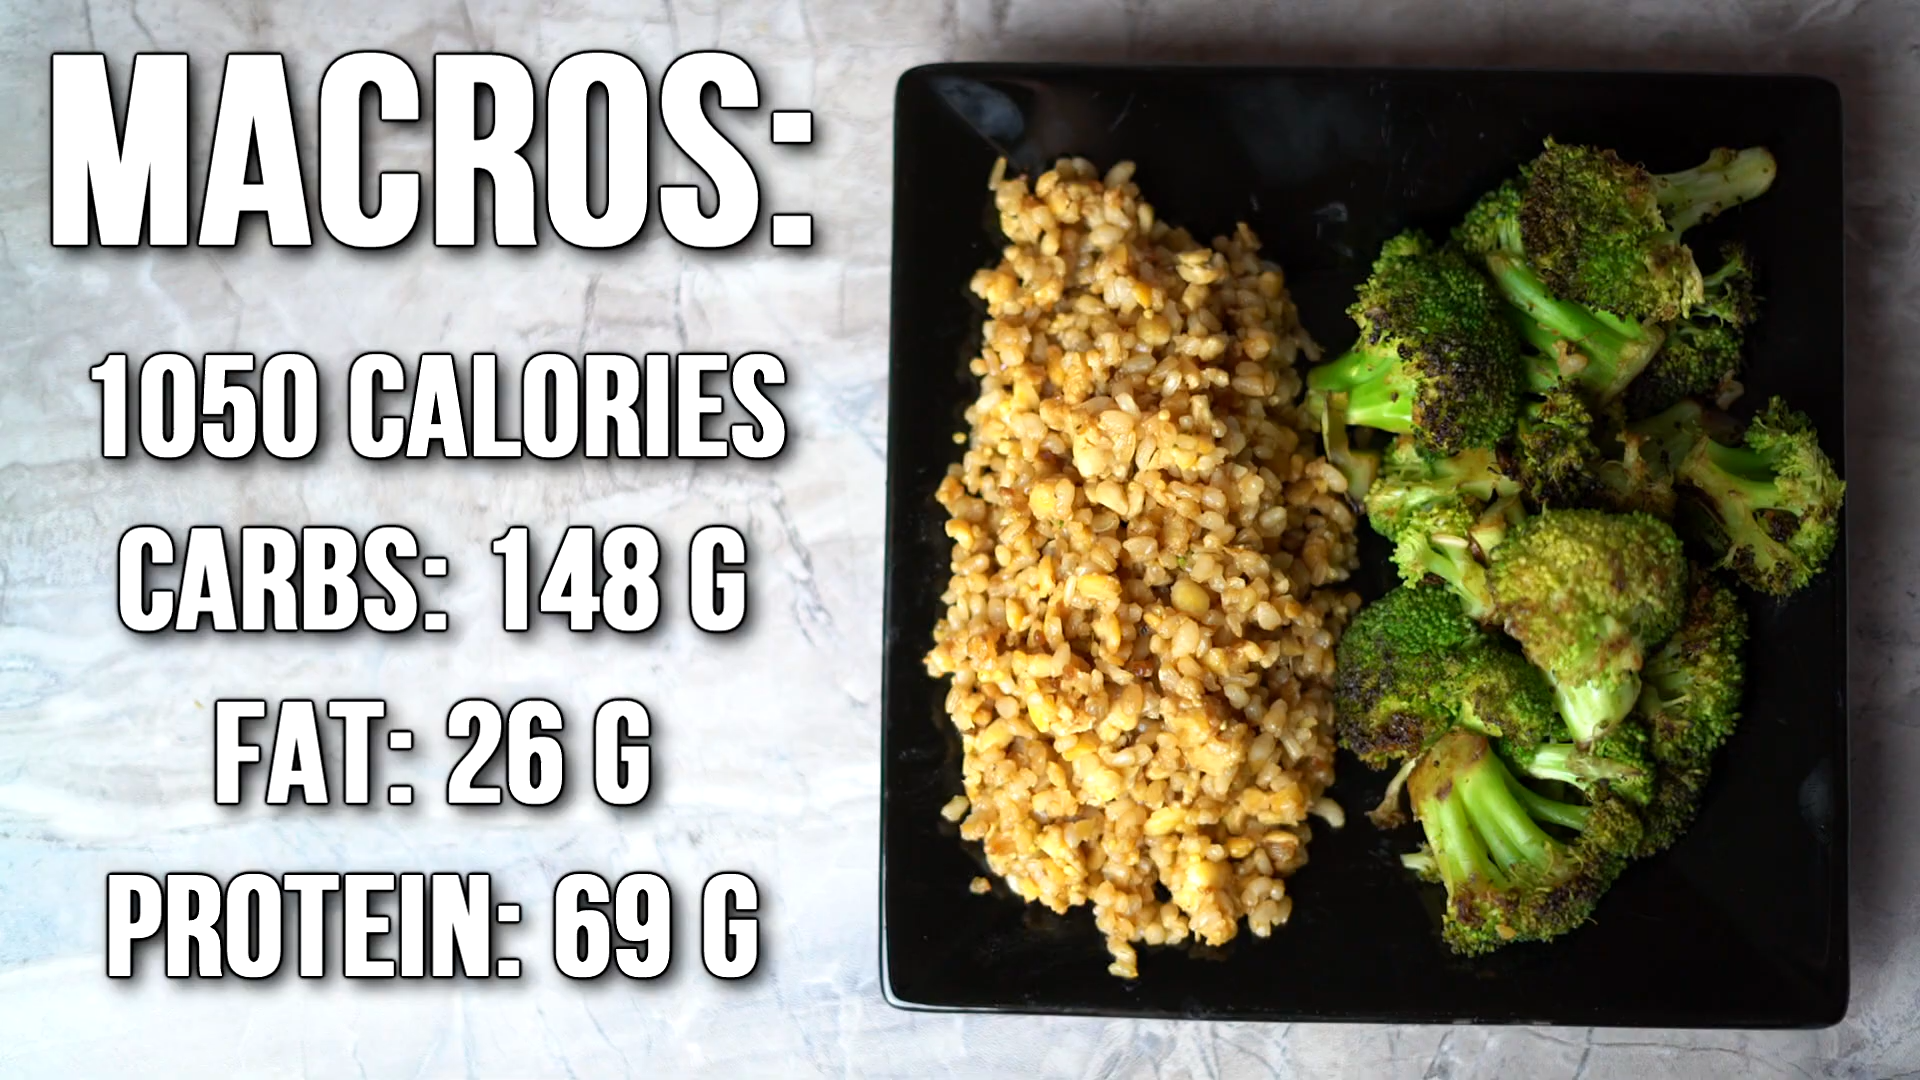 MACROS:
1050 CALORIES
CARBS: 148 G
FAT: 26 G
PROTEIN: 69 G